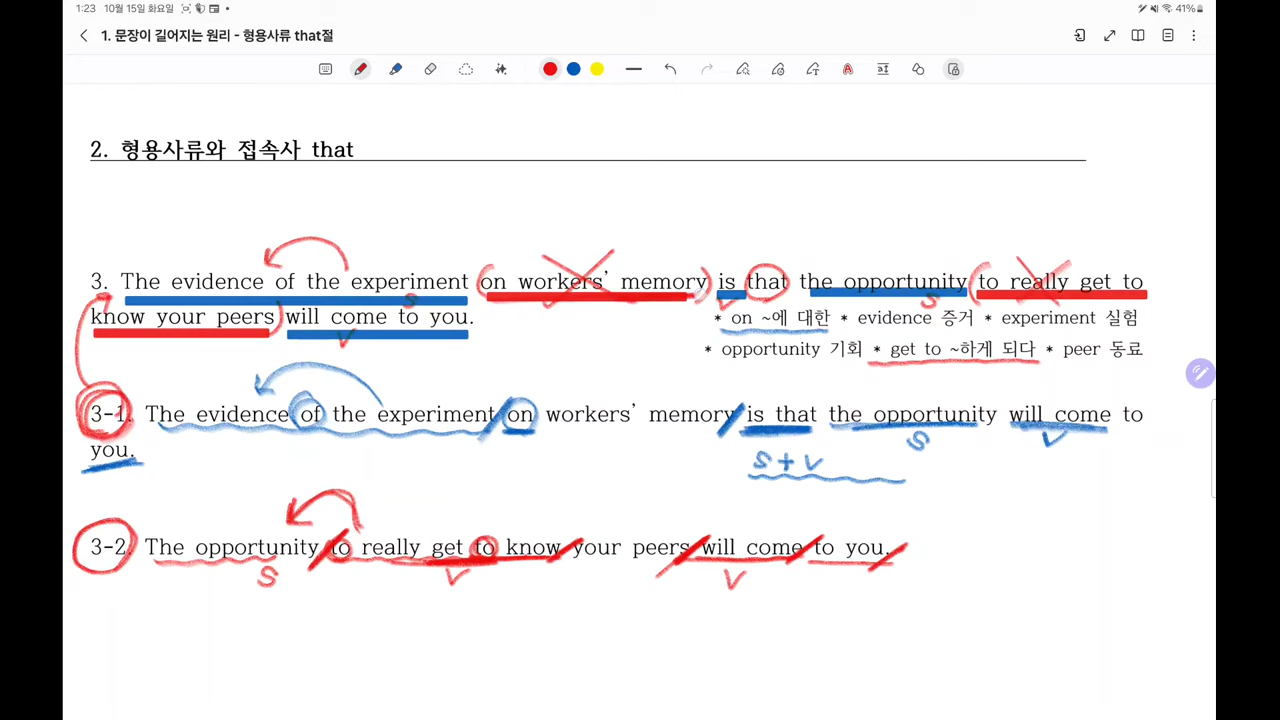 1:23 10월 15일 화요일
41%
1. 문장이 길어지는 원리 - 형용사류 that절
2. 형용사류와 접속사 that
3. The evidence of the experiment on workers' memory is that the opportunity to really get to
s v s
know your peers will come to you.
* on ~에 대한 * evidence 증거 * experiment 실험
v
* opportunity 기회 * get to ~하게 되다 * peer 동료
3-1. The evidence of the experiment on workers' memory is that the opportunity will come to
s v
you.
s + v
3-2. The opportunity to really get to know your peers will come to you.
s v v